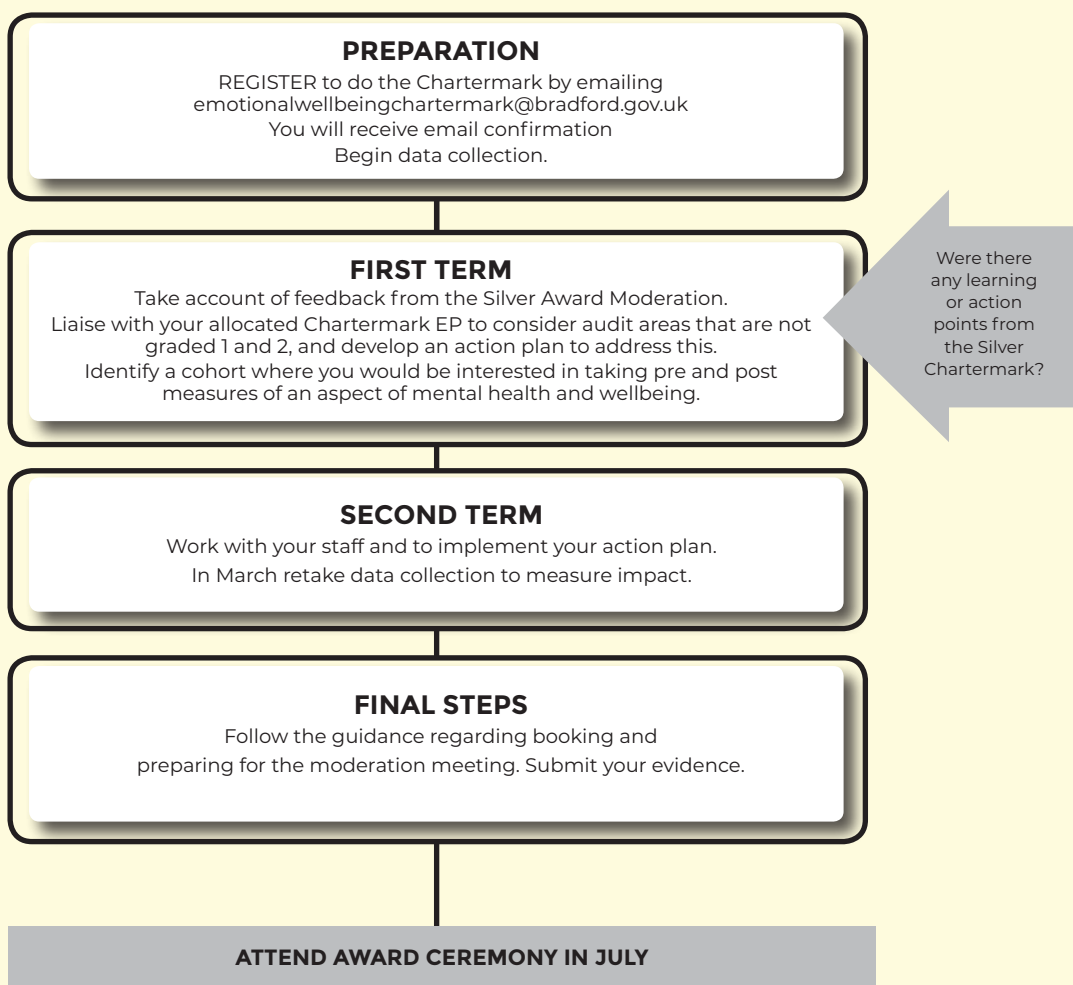 PREPARATION
REGISTER to do the Chartermark by emailing
emotionalwellbeingchartermark@bradford.gov.uk
You will receive email confirmation
Begin data collection.
FIRST TERM
Take account of feedback from the Silver Award Moderation.
Liaise with your allocated Chartermark EP to consider audit areas that are not
graded 1 and 2, and develop an action plan to address this.
Identify a cohort where you would be interested in taking pre and post
measures of an aspect of mental health and wellbeing.
Were there
any learning
or action
points from
the Silver
Chartermark?
SECOND TERM
Work with your staff and to implement your action plan.
In March retake data collection to measure impact.
FINAL STEPS
Follow the guidance regarding booking and
preparing for the moderation meeting. Submit your evidence.
ATTEND AWARD CEREMONY IN JULY